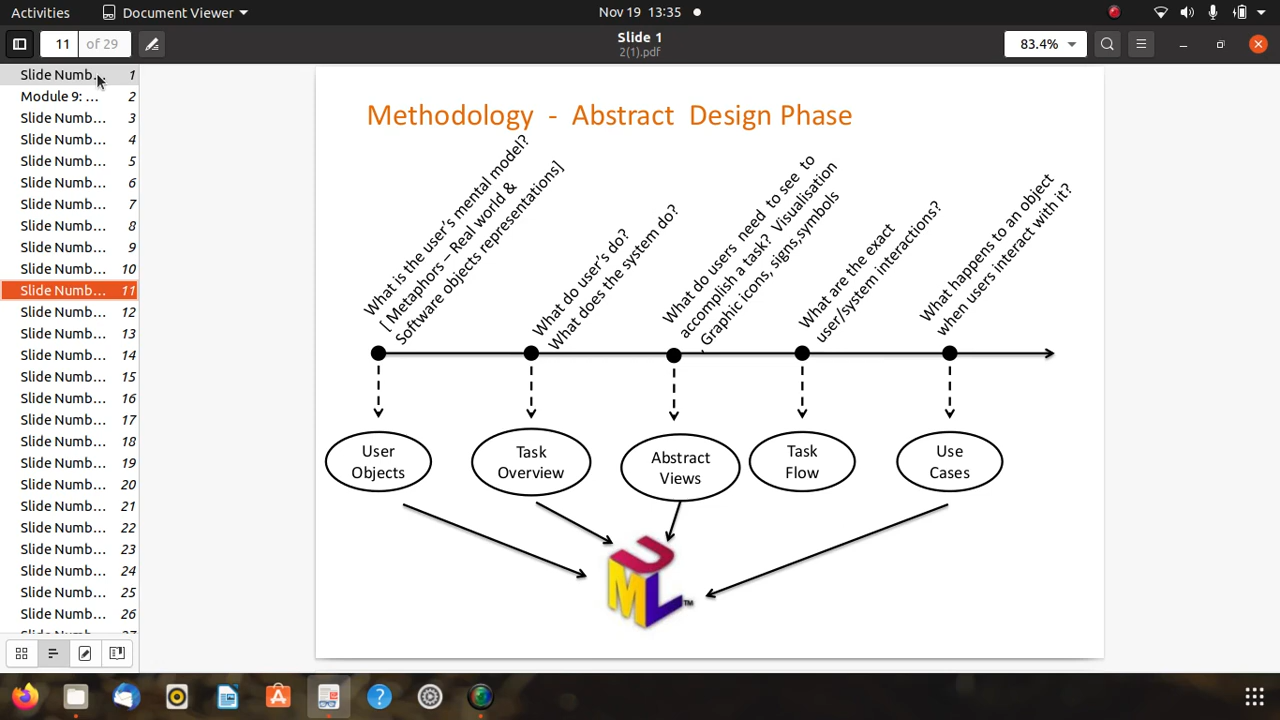 Activities
Document Viewer
Nov 19 13:35
11 of 29
Slide 1
2(1).pdf
83.4%
Slide Numb... 1
Module 9: ... 2
Slide Numb... 3
Slide Numb... 4
Slide Numb... 5
Slide Numb... 6
Slide Numb... 7
Slide Numb... 8
Slide Numb... 9
Slide Numb... 10
Slide Numb... 11
Slide Numb... 12
Slide Numb... 13
Slide Numb... 14
Slide Numb... 15
Slide Numb... 16
Slide Numb... 17
Slide Numb... 18
Slide Numb... 19
Slide Numb... 20
Slide Numb... 21
Slide Numb... 22
Slide Numb... 23
Slide Numb... 24
Slide Numb... 25
Slide Numb... 26
Methodology - Abstract Design Phase
What is the user's mental model?
[ Metaphors – Real world &
Software objects representations]
What do user's do?
What does the system do?
What do users need to see to
accomplish a task? Visualisation
, Graphic icons, signs,symbols
What are the exact
user/system interactions?
What happens to an object
when users interact with it?
User
Objects
Task
Overview
Abstract
Views
Task
Flow
Use
Cases
UML™